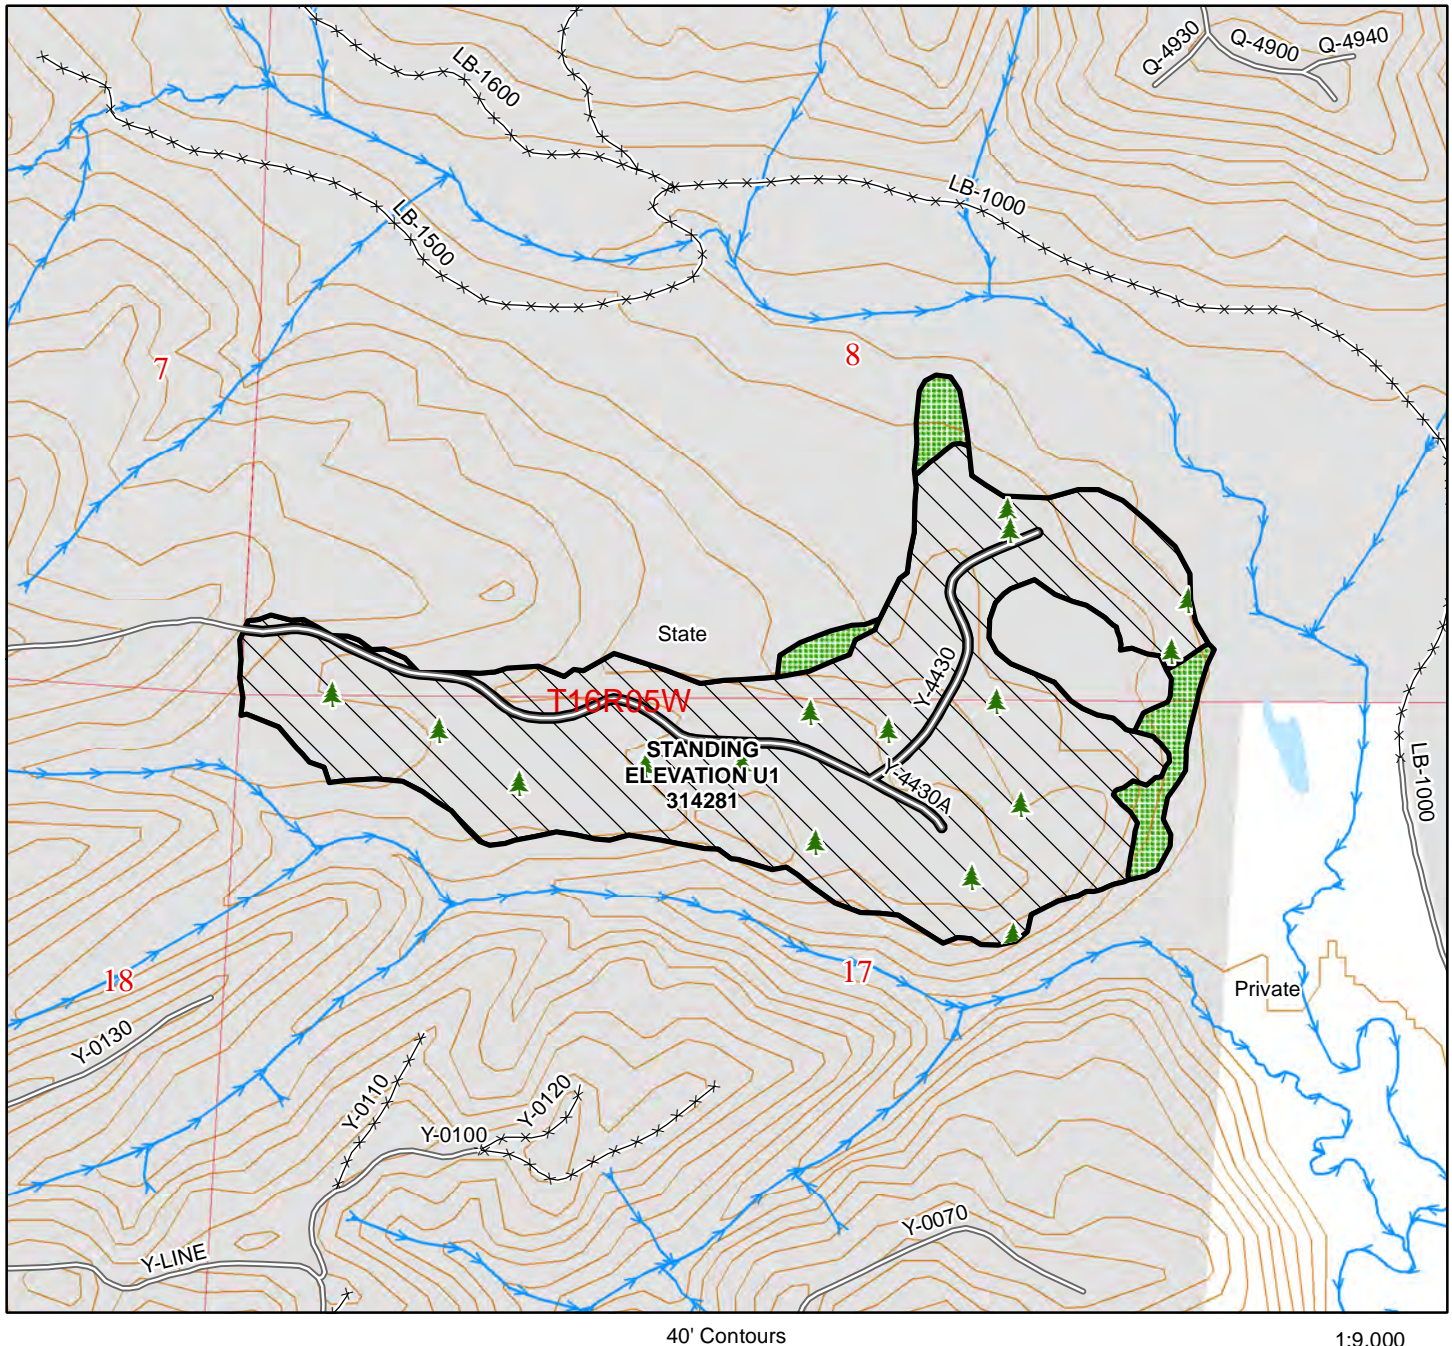 Q-4930
Q-4900
Q-4940
LB-1600
LB-1000
LB-1500
7
8
State
Y-4430
T16R05W
STANDING
ELEVATION U1
314281
Y-4430A
LB-1000
18
17
Private
Y-0130
Y-0110
Y-0120
Y-0100
Y-0070
Y-LINE
40' Contours
1:9,000